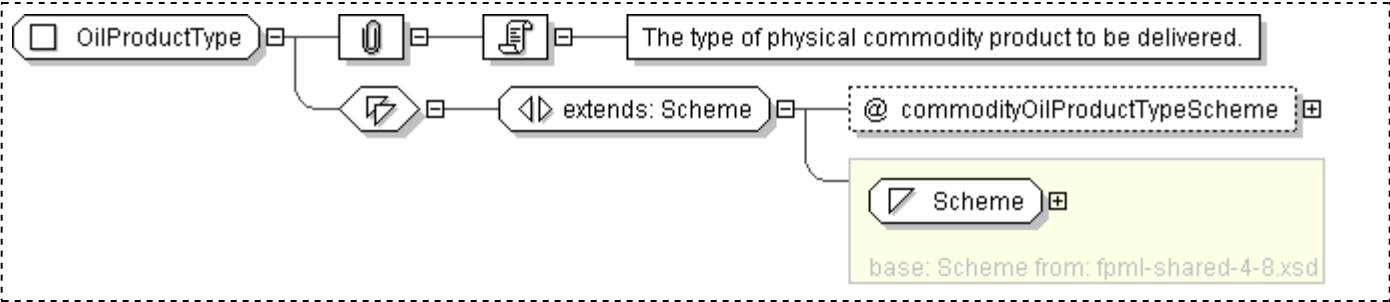 OilProductType
The type of physical commodity product to be delivered.
extends: Scheme
@ commodityOilProductTypeScheme
Scheme
base: Scheme from: fpml-shared-4-8.xsd